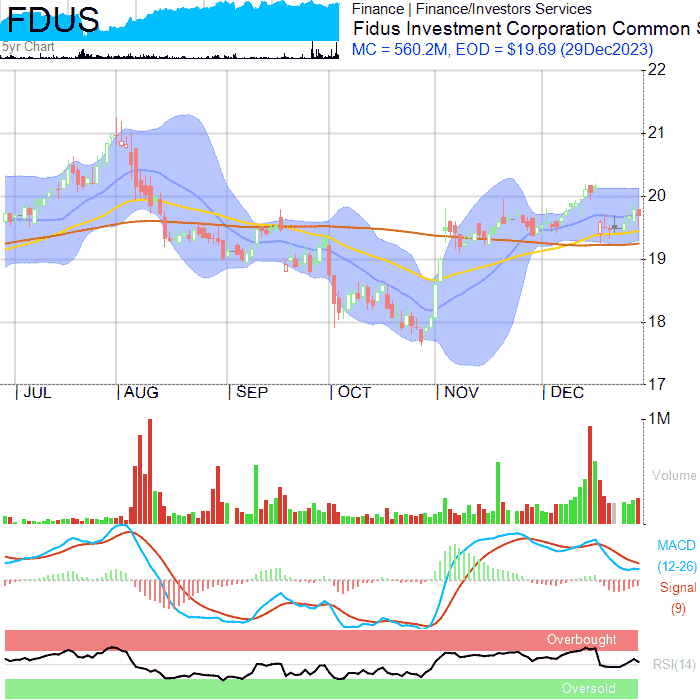 FDUS
5yr Chart
Finance | Finance/Investors Services
Fidus Investment Corporation Common S
MC = 560.2M, EOD = $19.69 (29Dec2023)
22
21
20
19
18
17
JUL AUG SEP OCT NOV DEC
1M
Volume
MACD
(12-26)
Signal
(9)
Overbought
RSI(14)
Oversold